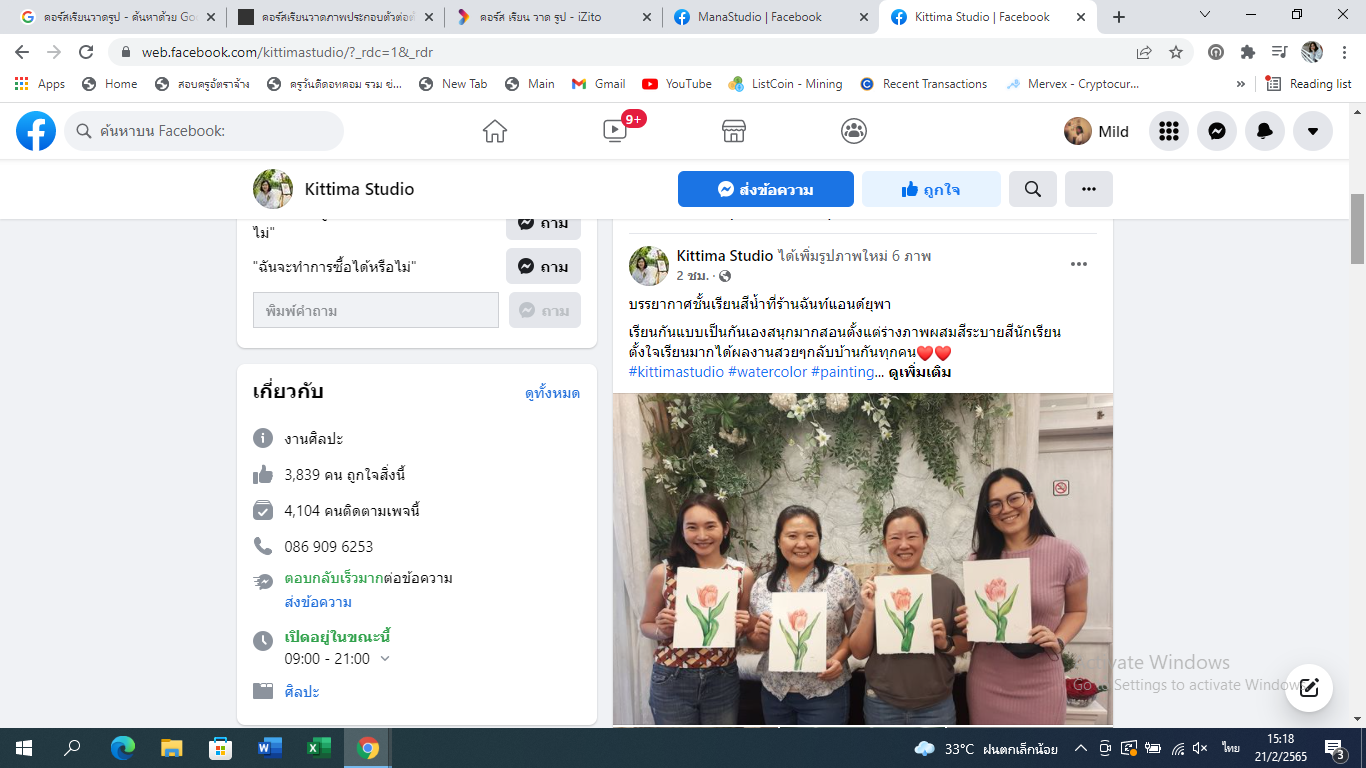 คอร์สเรียนวาดรูป - ค้นหาด้วย Goo
คอร์สเรียนวาดภาพประกอบตัวต่อตั
คอร์ส เรียน วาด รูป - iZito
ManaStudio | Facebook
Kittima Studio | Facebook
web.facebook.com/kittimastudio/?_rdc=1&_rdr
Apps
Home
สอบครูอัตราจ้าง
ครูวันดีดอทคอม รวม ข่...
New Tab
Main
Gmail
YouTube
ListCoin - Mining
Recent Transactions
Mervex - Cryptocur...
»
Reading list
ค้นหาบน Facebook:
9+
Mild
Kittima Studio
ส่งข้อความ
ถูกใจ
ไม่"
ถาม
"ฉันจะทำการซื้อได้หรือไม่"
ถาม
พิมพ์คำถาม
ถาม
เกี่ยวกับ
ดูทั้งหมด
งานศิลปะ
3,839 คน ถูกใจสิ่งนี้
4,104 คนติดตามเพจนี้
086 909 6253
ตอบกลับเร็วมากต่อข้อความ
ส่งข้อความ
เปิดอยู่ในขณะนี้
09:00 - 21:00
ศิลปะ
Kittima Studio ได้เพิ่มรูปภาพใหม่ 6 ภาพ
2 ชม. ·
บรรยากาศชั้นเรียนสีน้ำที่ร้านฉันท์แอนด์ยุพา
เรียนกันแบบเป็นกันเองสนุกมากสอนตั้งแต่ร่างภาพผสมสีระบายสีนักเรียน
ตั้งใจเรียนมากได้ผลงานสวยๆกลับบ้านกันทุกคน❤️❤️
#kittimastudio #watercolor #painting... ดูเพิ่มเติม
Activate Windows
Go to Settings to activate Windows.
33°C ฝนตกเล็กน้อย
ไทย
15:18
21/2/2565
3